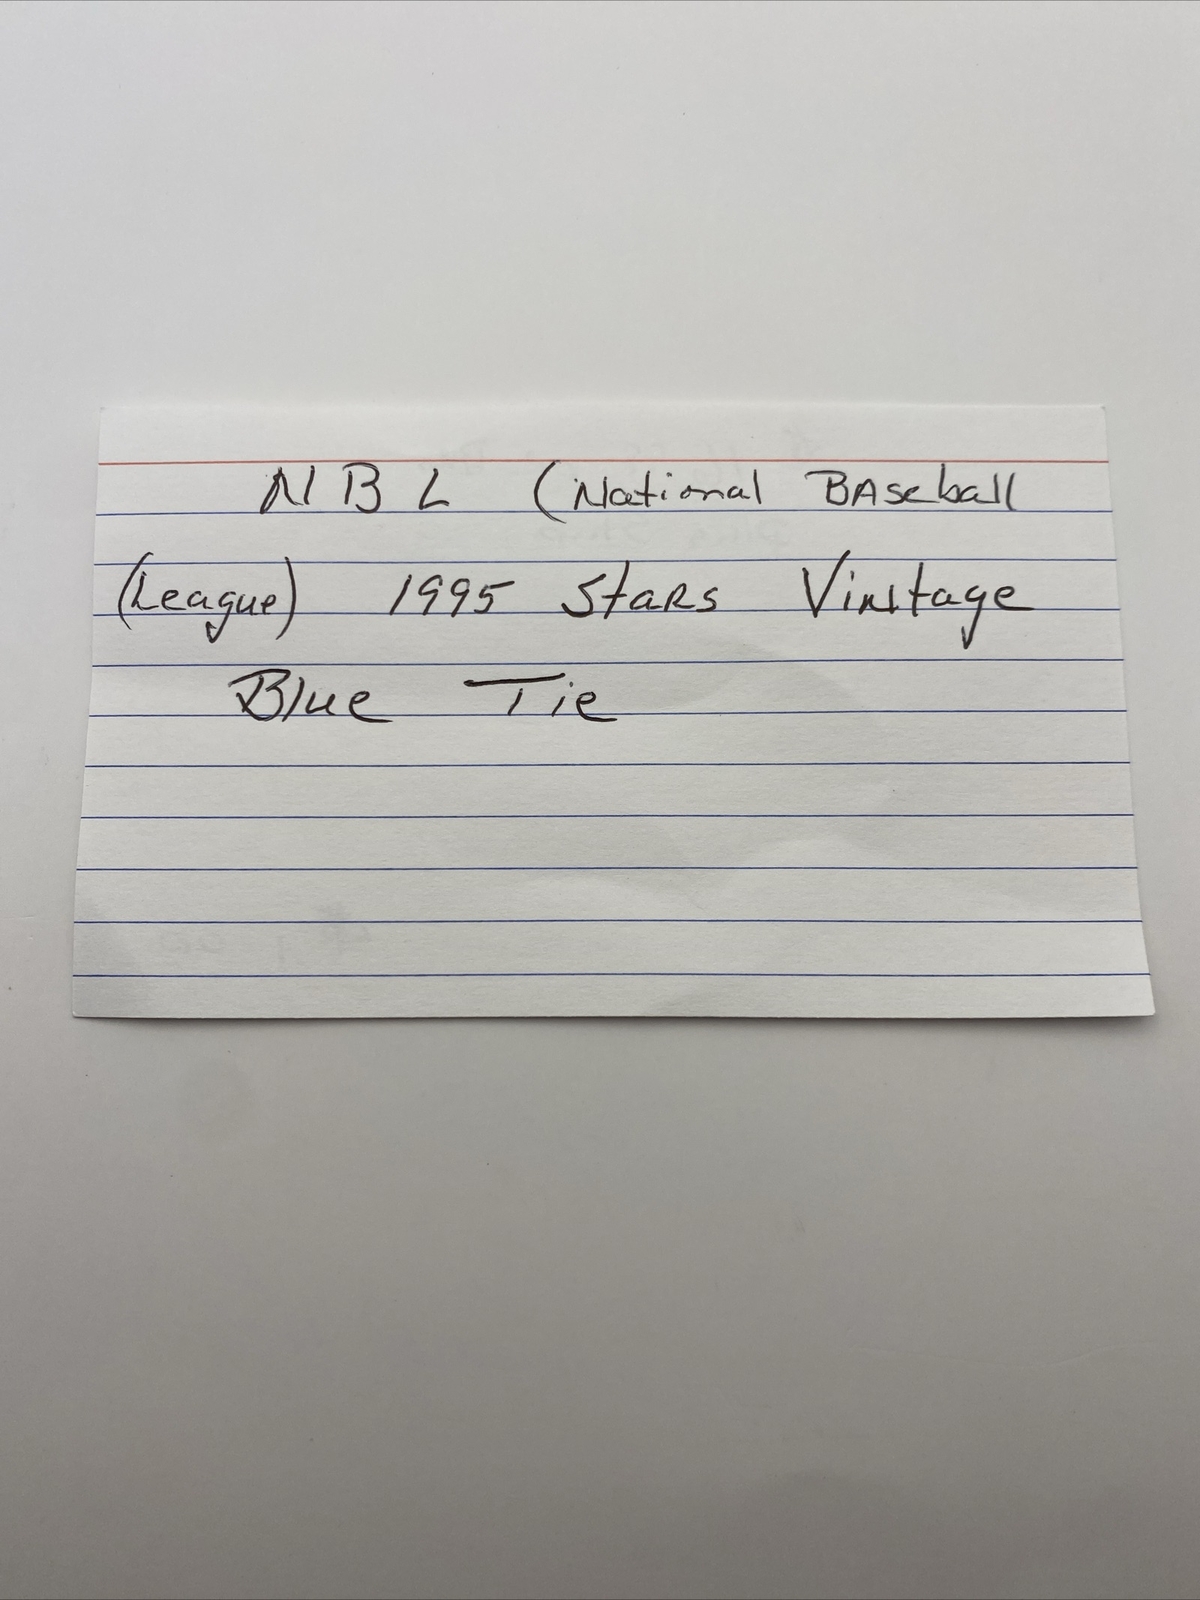 NBL (National BAseball
(League) 1995 Stars Vintage
Blue Tie